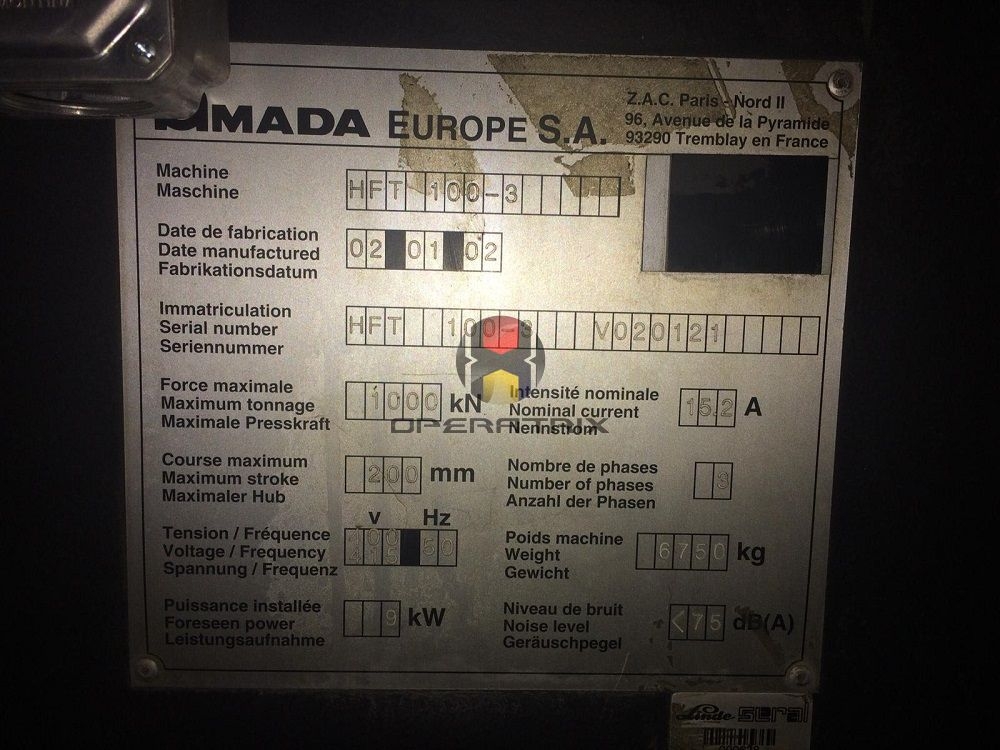 AMADA EUROPE S.A.
Z.A.C. Paris - Nord II
96, Avenue de la Pyramide
93290 Tremblay en France
Machine
Maschine
HFT 100-3
Date de fabrication
Date manufactured
Fabrikationsdatum
02 01 02
Immatriculation
Serial number
Seriennummer
HFT 100-3 V020121
Force maximale
Maximum tonnage
Maximale Presskraft
1000 kN
Intensité nominale
Nominal current
Nennstrom
15.2 A
OPERATRIX
Course maximum
Maximum stroke
Maximaler Hub
200 mm
Nombre de phases
Number of phases
Anzahl der Phasen
3
V Hz
Tension / Fréquence
Voltage / Frequency
Spannung / Frequenz
400
415 50
Poids machine
Weight
Gewicht
6750 kg
Puissance installée
Foreseen power
Leistungsaufnahme
9 kW
Niveau de bruit
Noise level
Geräuschpegel
<75 dB(A)
Linde